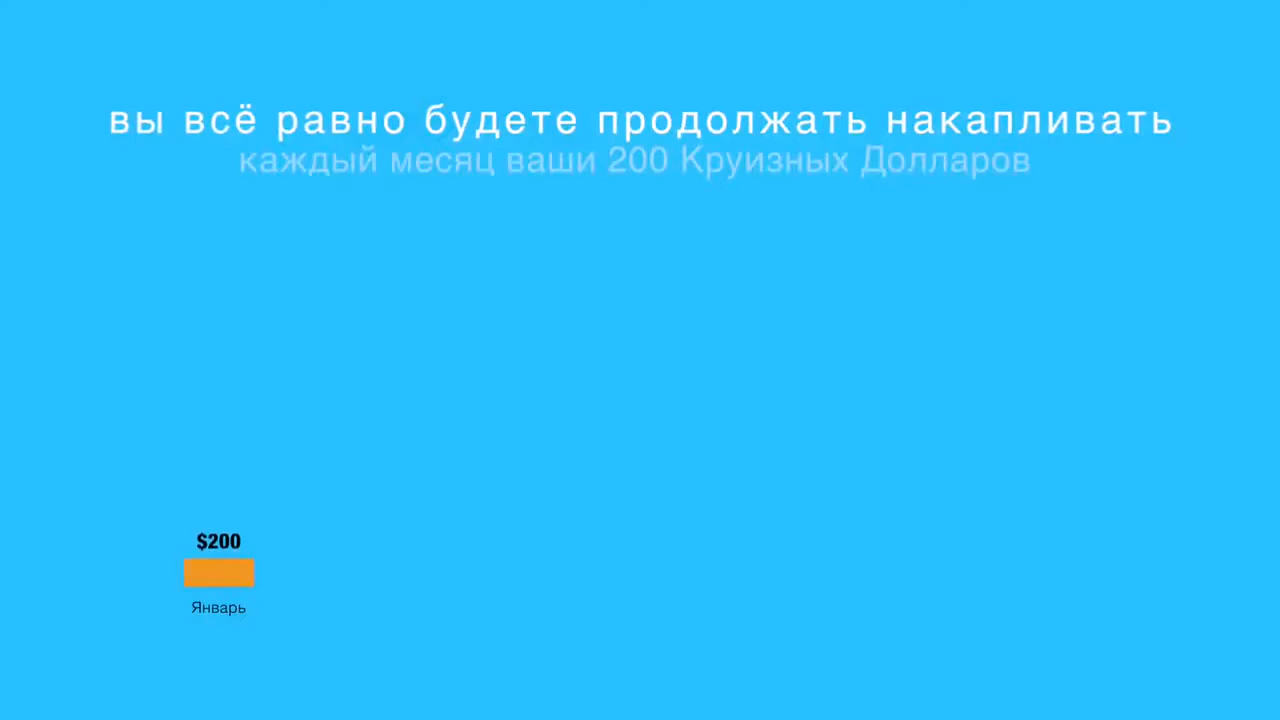 вы всё равно будете продолжать накапливать
каждый месяц ваши 200 Круизных Долларов
$200
Январь